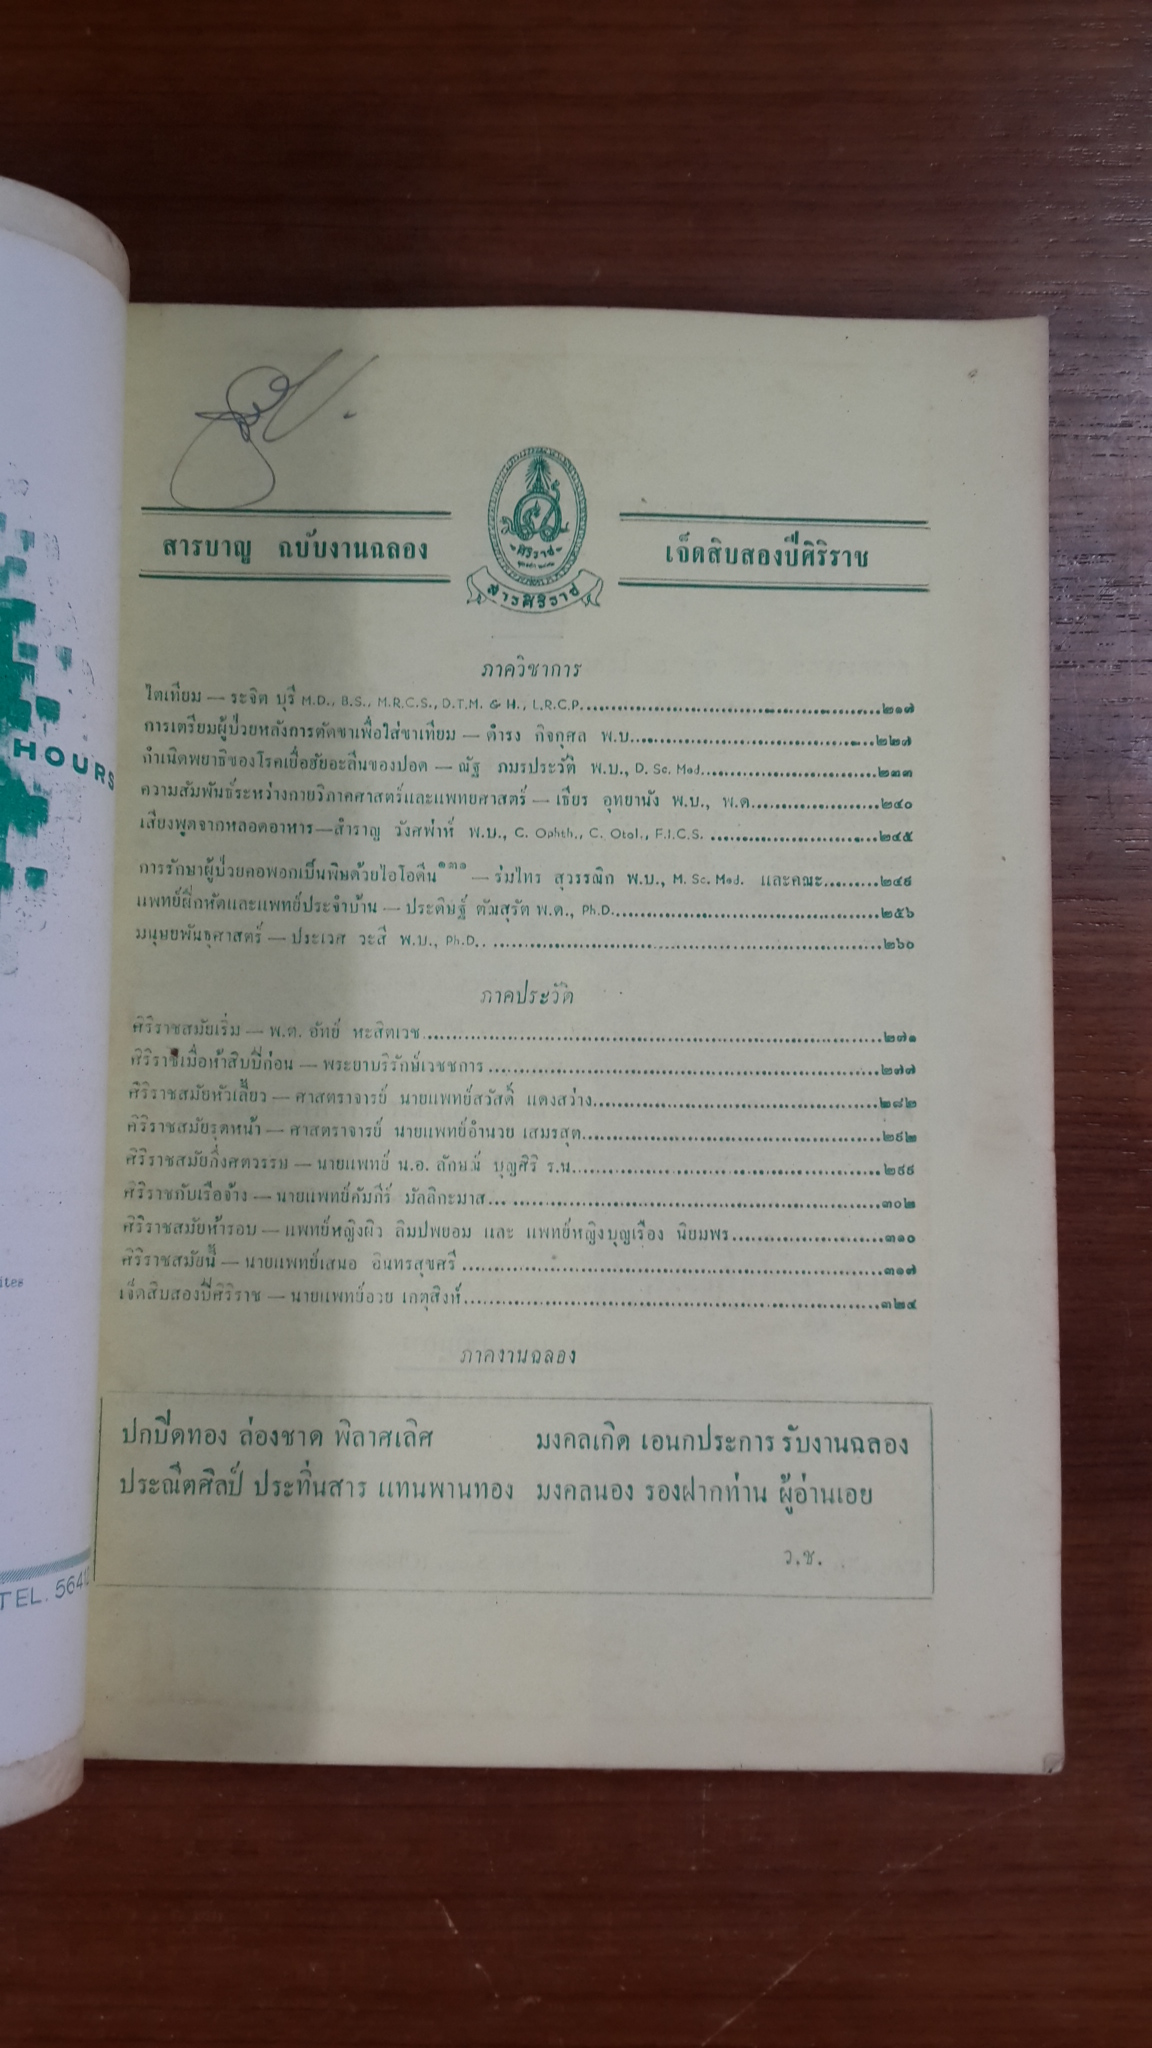 สารบาญ ฉบับงานฉลอง
ศิริราช
สารศิริราช
เจ็ดสิบสองปีศิริราช
ภาควิชาการ
ไตเทียม — ระจิต บุรี M.D., B.S., M.R.C.S., D.T.M. & H., L.R.C.P. ๒๑๗
การเตรียมผู้ป่วยหลังการตัดขาเพื่อใส่ขาเทียม — ดำรง กิจกุศล พ.บ. ๒๒๗
กำเนิดพยาธิของโรคเยื่อฮัยอะลีนของปอด — ณัฐ ภมรประวัติ พ.บ., D. Sc. Med. ๒๓๓
ความสัมพันธ์ระหว่างกายวิภาคศาสตร์และแพทยศาสตร์ — เธียร อุทยานัง พ.บ., พ.ด. ๒๔๐
เสียงพูดจากหลอดอาหาร—สำราญ วังศพ่าห์ พ.บ., C. Ophth., C. Otol., F.I.C.S. ๒๔๕
การรักษาผู้ป่วยคอพอกเป็นพิษด้วยไอโอดีน๑๓๑ — ร่มไทร สุวรรณิก พ.บ., M. Sc. Med. และคณะ ๒๔๙
แพทย์ฝึกหัดและแพทย์ประจำบ้าน — ประดิษฐ์ ตัณสุรัต พ.ด., Ph.D. ๒๕๖
มนุษยพันธุศาสตร์ — ประเวศ วะสี พ.บ., Ph.D. ๒๖๐
ภาคประวัติ
ศิริราชสมัยเริ่ม — พ.ต. อัทย์ หะสิตเวช ๒๗๑
ศิริราชเมื่อห้าสิบปีก่อน — พระยาบริรักษ์เวชชการ ๒๗๗
ศิริราชสมัยหัวเลี้ยว — ศาสตราจารย์ นายแพทย์สวัสดิ์ แดงสว่าง ๒๘๒
ศิริราชสมัยรุดหน้า — ศาสตราจารย์ นายแพทย์อำนวย เสมรสุต ๒๙๒
ศิริราชสมัยกึ่งศตวรรษ — นายแพทย์ น.อ. ลักษณ์ บุญศิริ ร.น. ๒๙๙
ศิริราชกับเรือจ้าง — นายแพทย์คัมภีร์ มัลลิกะมาส ๓๐๒
ศิริราชสมัยห้ารอบ — แพทย์หญิงผิว ลิมปพยอม และ แพทย์หญิงบุญเรือง นิยมพร ๓๑๐
ศิริราชสมัยนี้ — นายแพทย์เสนอ อินทรสุขศรี ๓๑๗
เจ็ดสิบสองปีศิริราช — นายแพทย์อวย เกตุสิงห์ ๓๒๔
ภาคงานฉลอง
ปกปีดทอง ล่องชาด พิลาศเลิศ มงคลเกิด เอนกประการ รับงานฉลอง
ประณีตศิลป์ ประทิ่นสาร แทนพานทอง มงคลนอง รองฝากท่าน ผู้อ่านเอย
ว.ช.
HOURS
ites
TEL. 564